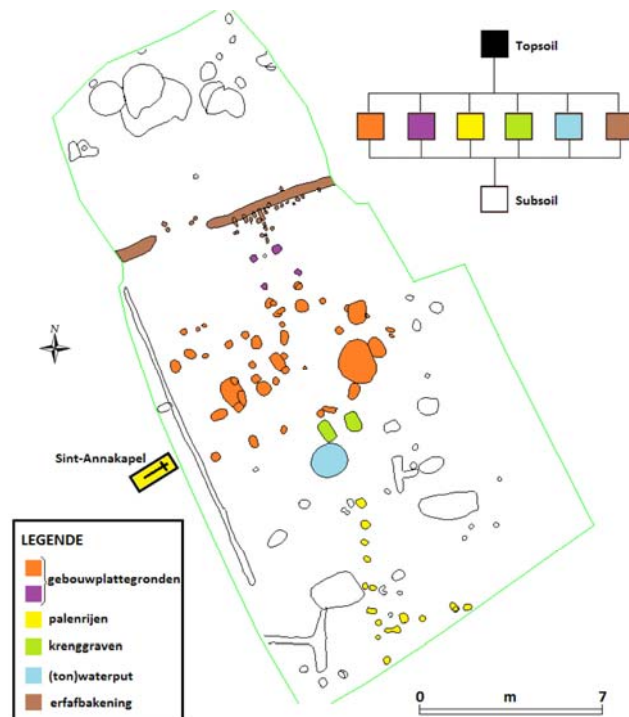 Topsoil
Subsoil
N
Sint-Annakapel
LEGENDE
gebouwplattegronden
palenrijen
krenggraven
(ton)waterput
erfafbakening
0 m 7